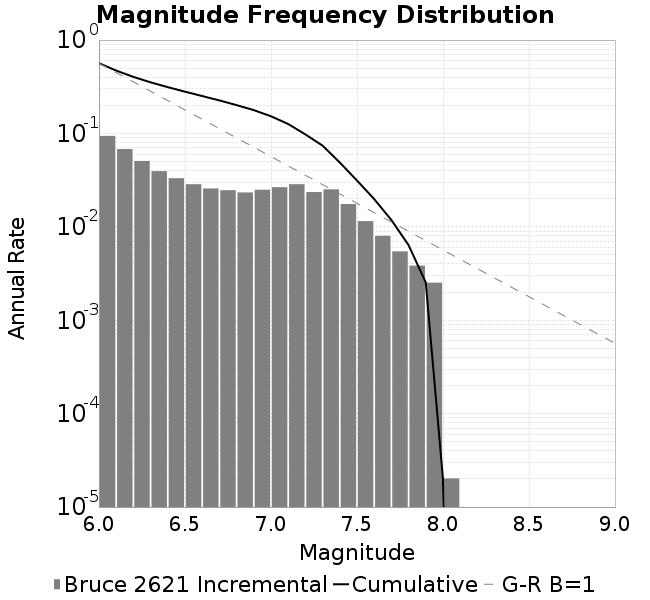 Magnitude Frequency Distribution
10^0
10^-1
10^-2
10^-3
10^-4
10^-5
Annual Rate
6.0 6.5 7.0 7.5 8.0 8.5 9.0
Magnitude
Bruce 2621 Incremental Cumulative G-R B=1